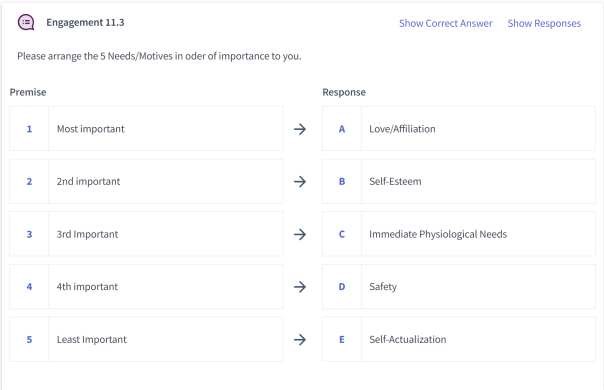 Engagement 11.3
Show Correct Answer Show Responses
Please arrange the 5 Needs/Motives in oder of importance to you.
Premise Response
1 Most important → A Love/Affiliation
2 2nd important → B Self-Esteem
3 3rd Important → C Immediate Physiological Needs
4 4th important → D Safety
5 Least Important → E Self-Actualization